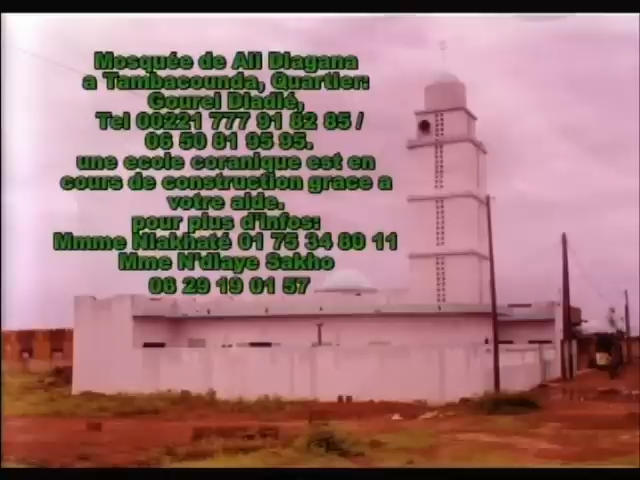 Mosquée de Ali Diagana
a Tambacounda, Quartier:
Gourel Diadié,
Tel 00221 777 91 82 85 /
06 50 81 95 95.
une ecole coranique est en
cours de construction grace a
votre aide.
pour plus d'infos:
Mmme Niakhaté 01 75 34 80 11
Mme N'diaye Sakho
06 29 19 01 57